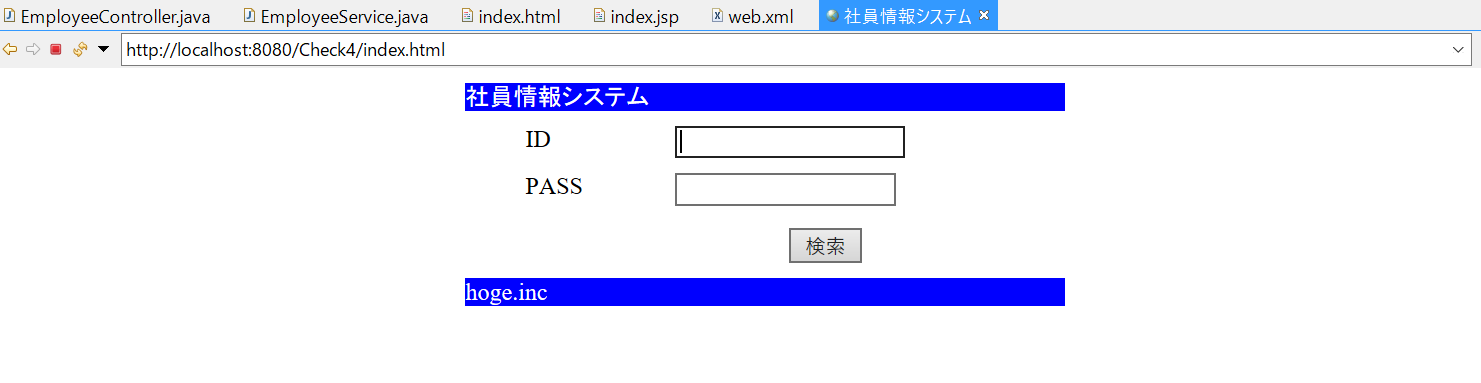 EmployeeController.java EmployeeService.java index.html index.jsp web.xml 社員情報システム
http://localhost:8080/Check4/index.html
社員情報システム
ID
PASS
検索
hoge.inc